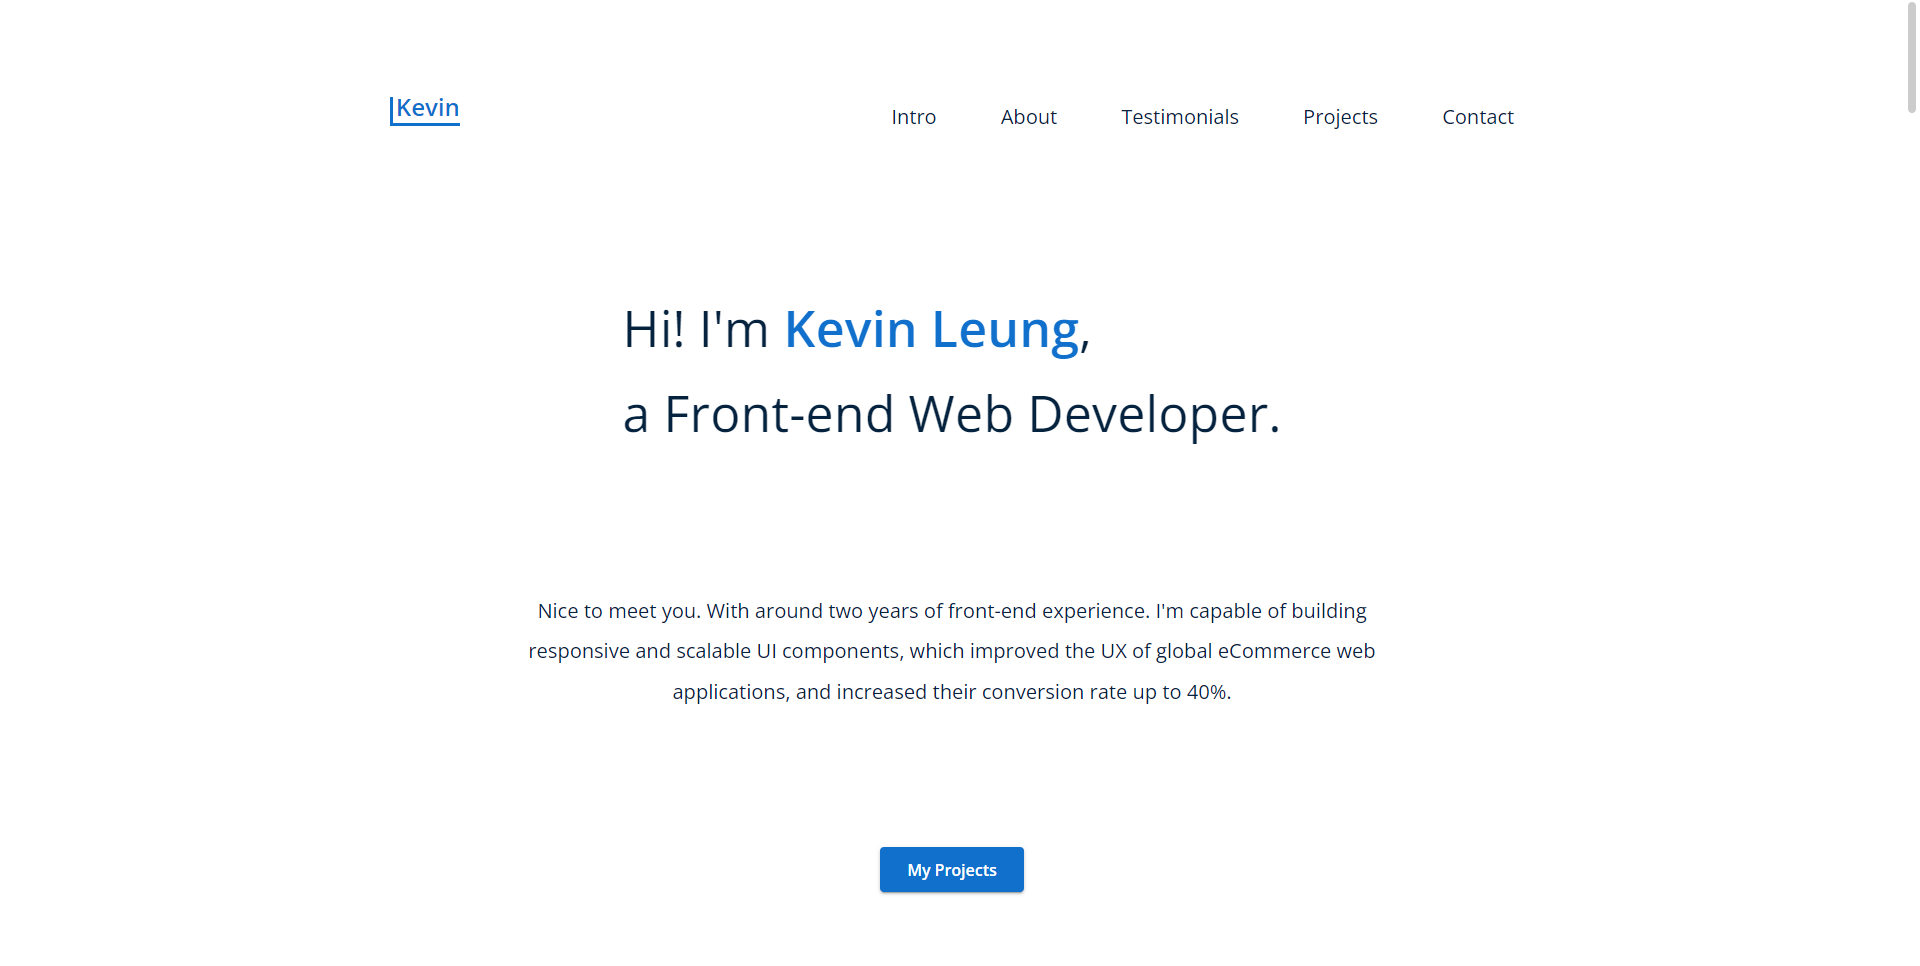 Kevin
Intro About Testimonials Projects Contact
Hi! I'm Kevin Leung,
a Front-end Web Developer.
Nice to meet you. With around two years of front-end experience. I'm capable of building
responsive and scalable UI components, which improved the UX of global eCommerce web
applications, and increased their conversion rate up to 40%.
My Projects